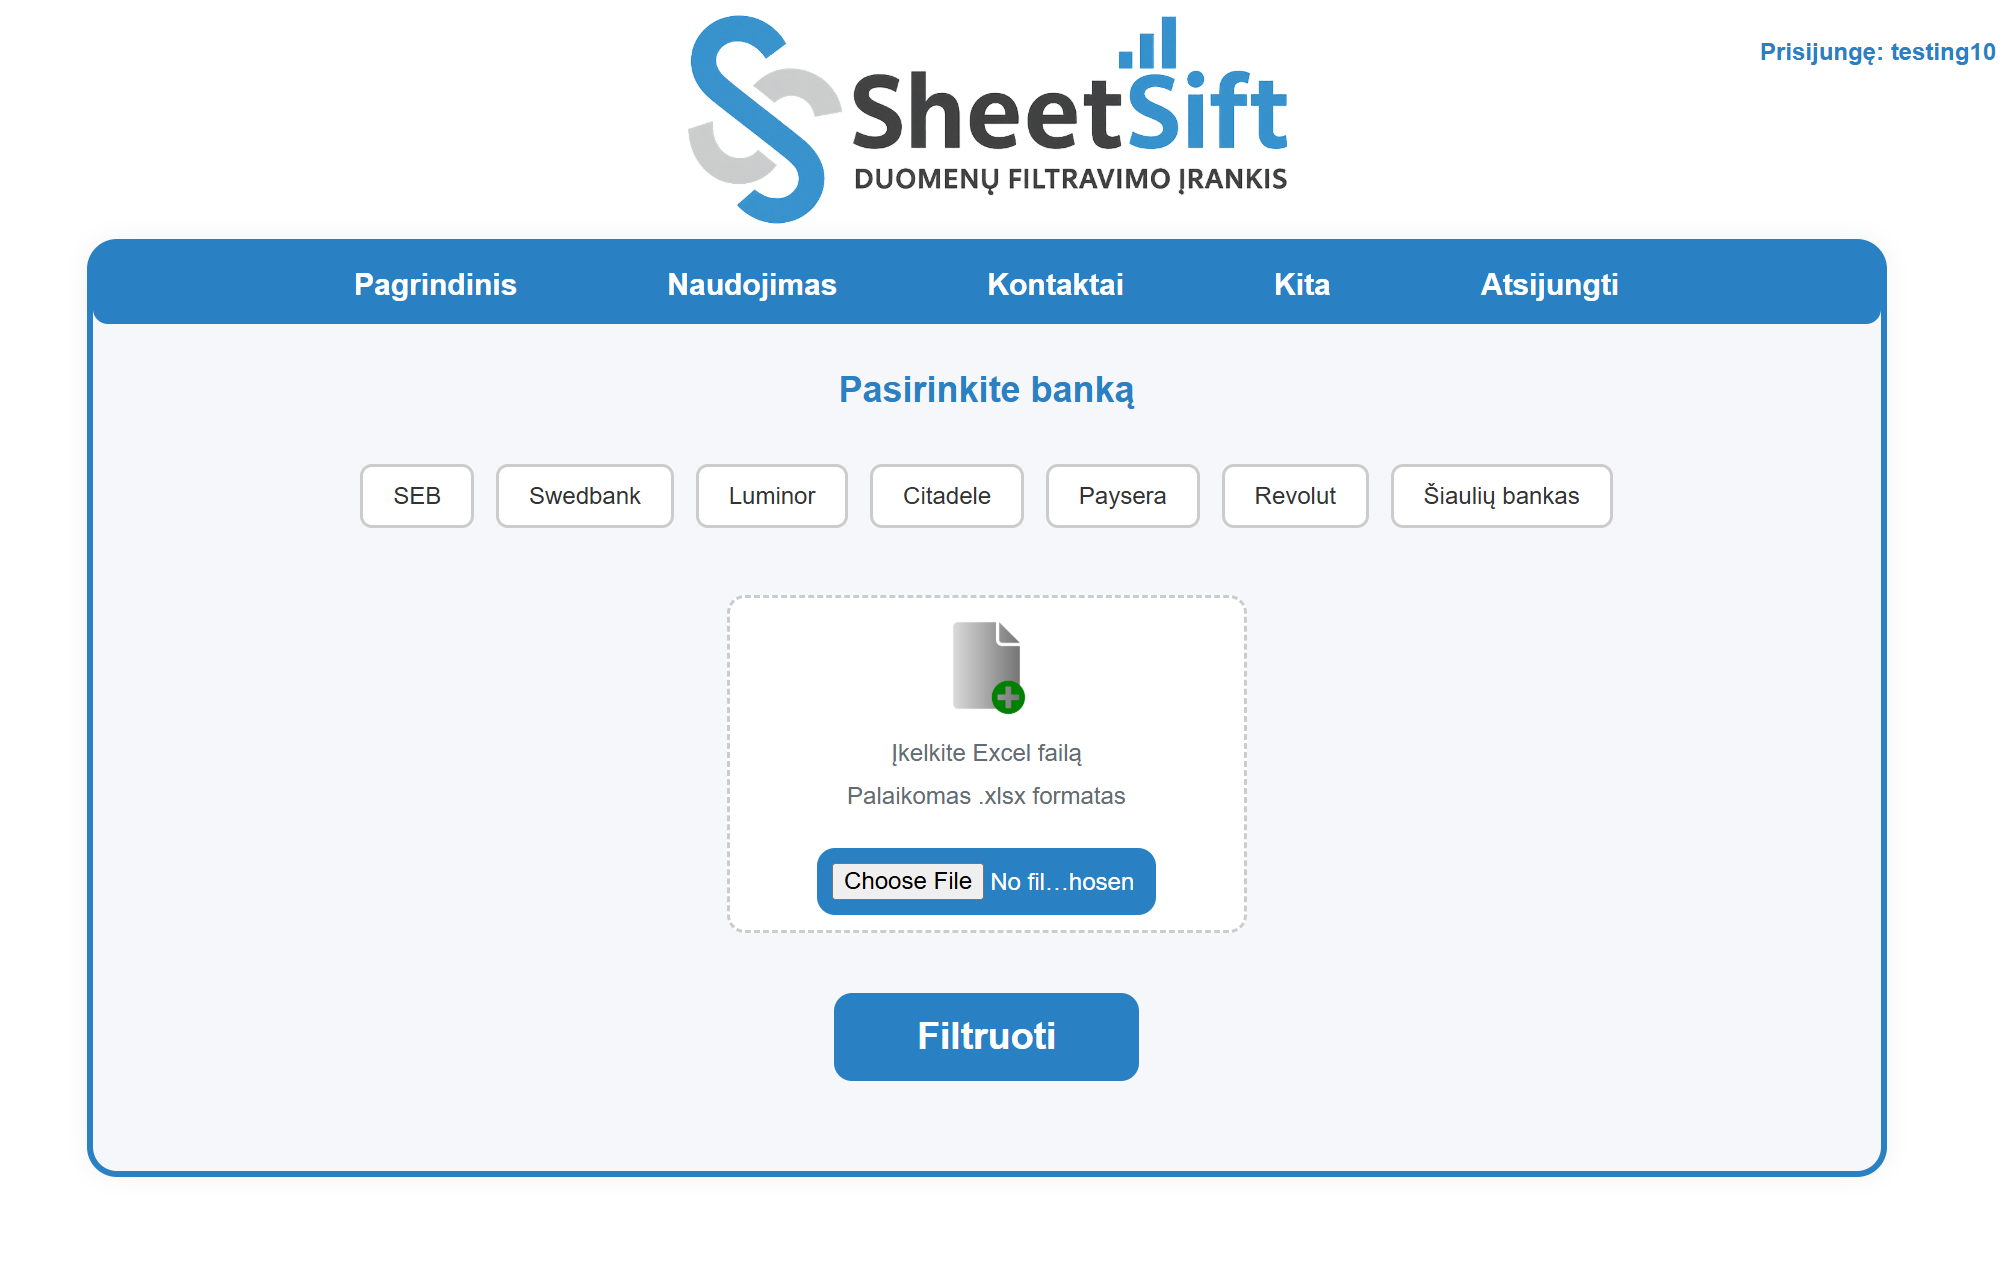 SheetSift
DUOMENŲ FILTRAVIMO ĮRANKIS
Prisijungę: testing10
Pagrindinis Naudojimas Kontaktai Kita Atsijungti
Pasirinkite banką
SEB Swedbank Luminor Citadele Paysera Revolut Šiaulių bankas
Įkelkite Excel failą
Palaikomas .xlsx formatas
Choose File No fil…hosen
Filtruoti